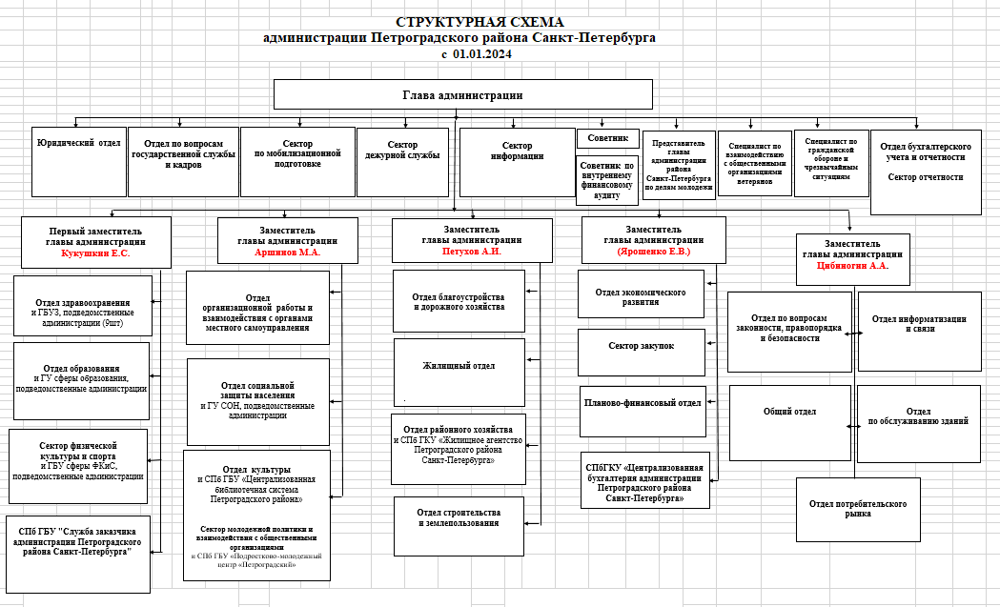 СТРУКТУРНАЯ СХЕМА
администрации Петроградского района Санкт-Петербурга
с 01.01.2024
Глава администрации
Юридический отдел
Отдел по вопросам
государственной службы
и кадров
Сектор
по мобилизационной
подготовке
Сектор
дежурной службы
Сектор
информации
Советник
Советник по
внутреннему
финансовому
аудиту
Представитель
главы
администрации
района
Санкт-Петербурга
по делам молодежи
Специалист по
взаимодействию
с общественными
организациями
ветеранов
Специалист по
гражданской
обороне и
чрезвычайным
ситуациям
Отдел бухгалтерского
учета и отчетности
Сектор отчетности
Первый заместитель
главы администрации
Кукушкин Е.С.
Заместитель
главы администрации
Аршинов М.А.
Заместитель
главы администрации
Петухов А.И.
Заместитель
главы администрации
(Ярошенко Е.В.)
Заместитель
главы администрации
Цибиногин А.А.
Отдел здравоохранения
и ГБУЗ, подведомственные
администрации (9шт)
Отдел образования
и ГУ сферы образования,
подведомственные администрации
Сектор физической
культуры и спорта
и ГБУ сферы ФКиС,
подведомственные администрации
СПб ГБУ "Служба заказчика
администрации Петроградского
района Санкт-Петербурга"
Отдел
организационной работы и
взаимодействия с органами
местного самоуправления
Отдел социальной
защиты населения
и ГУ СОН, подведомственные
администрации
Отдел культуры
и СПб ГБУ «Централизованная
библиотечная система
Петроградского района»
Сектор молодежной политики и
взаимодействия с общественными
организациями
и СПб ГБУ «Подростково-молодежный
центр «Петроградский»
Отдел благоустройства
и дорожного хозяйства
Жилищный отдел
Отдел районного хозяйства
и СПб ГКУ «Жилищное агентство
Петроградского района
Санкт-Петербурга»
Отдел строительства
и землепользования
Отдел экономического
развития
Сектор закупок
Планово-финансовый отдел
СПбГКУ «Централизованная
бухгалтерия администрации
Петроградского района
Санкт-Петербурга»
Отдел по вопросам
законности, правопорядка
и безопасности
Отдел информатизации
и связи
Общий отдел
Отдел
по обслуживанию зданий
Отдел потребительского
рынка